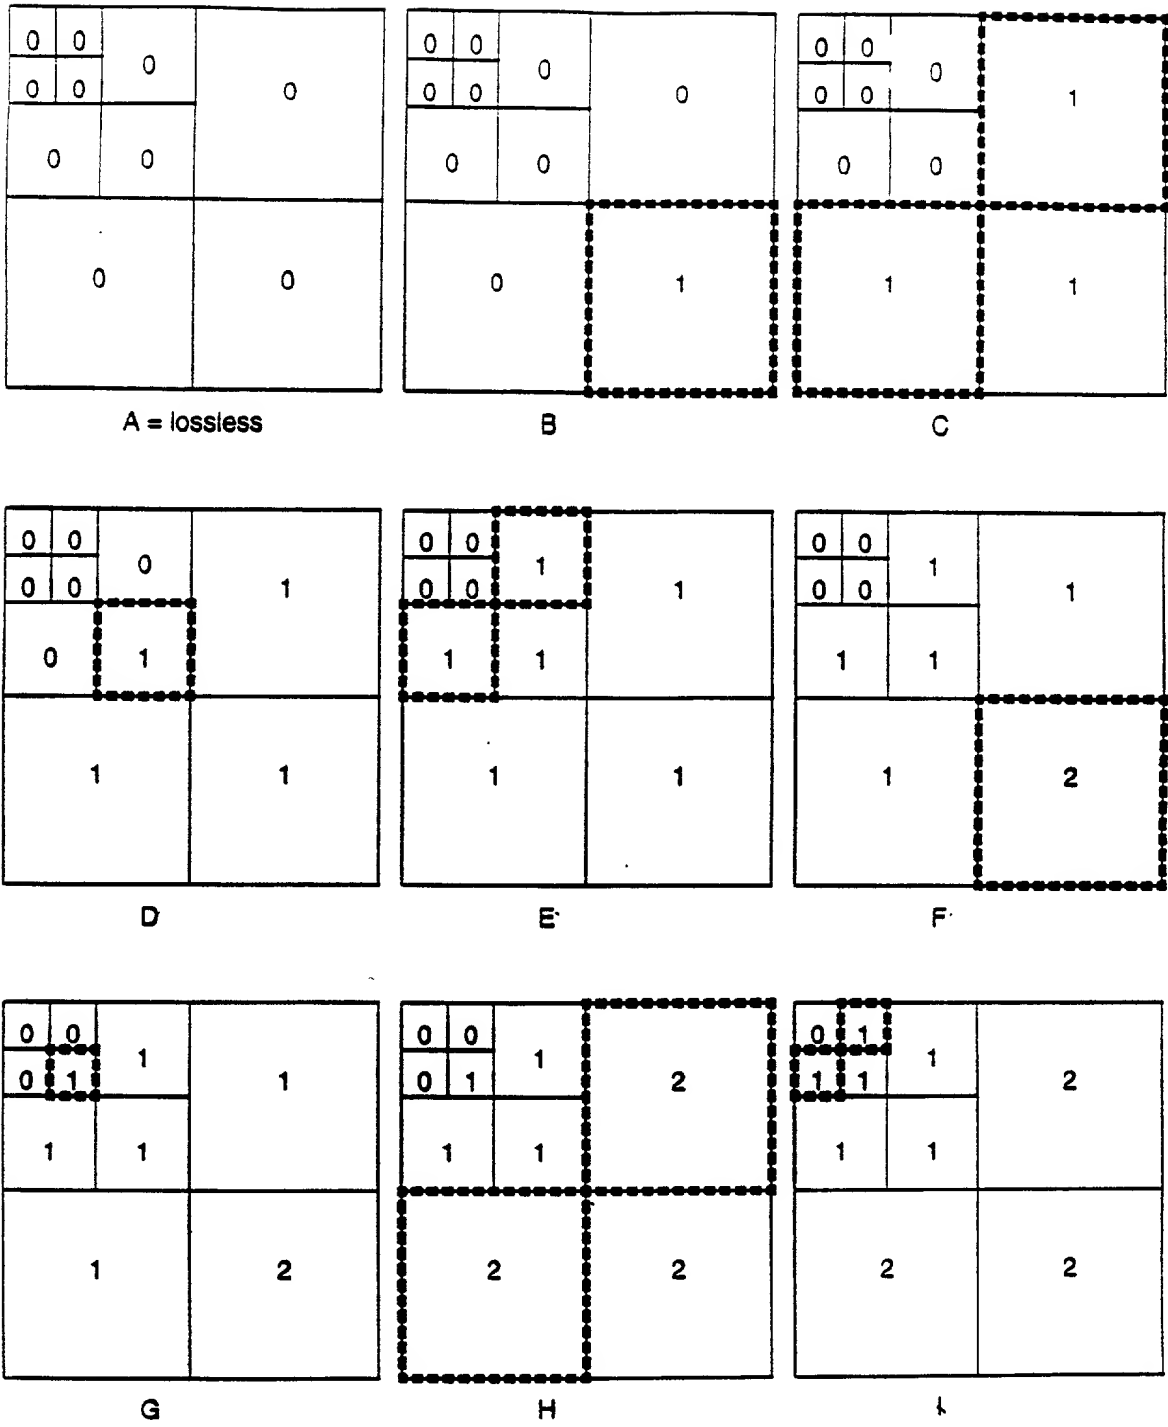 0 0 0 0 0 0
0 0 0 1
0 0 0 0 0 0
0 0 0 0 0 0
0 0 0 1 1 1
A = lossless B C
0 0 0 1 0 0 1 1 0 0 1 1
0 0 0 0 0 0
0 1 1 1 1 1
1 1 1 1 1 2
D E F
0 0 1 1 0 0 1 2 0 1 1 2
0 1 0 1 1 1
1 1 1 1 1 1
1 2 2 2 2 2
G H I